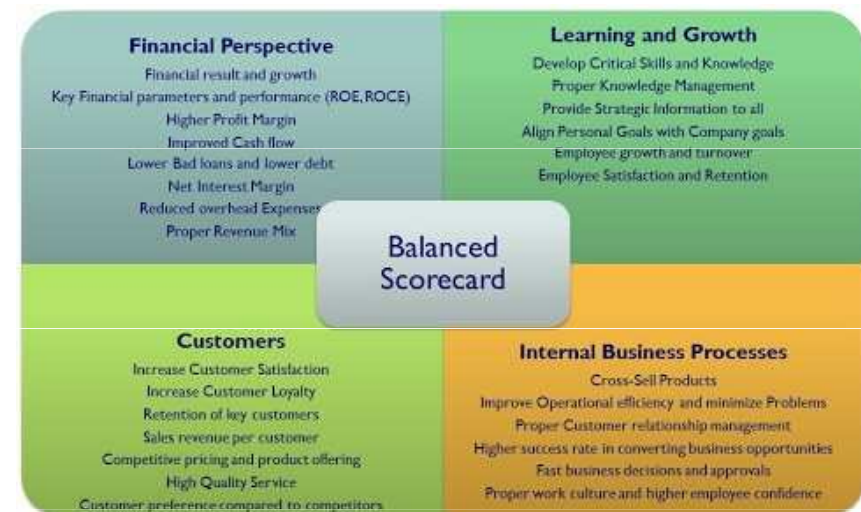 Financial Perspective
Financial result and growth
Key Financial parameters and performance (ROE, ROCE)
Higher Profit Margin
Improved Cash flow
Lower Bad loans and lower debt
Net Interest Margin
Reduced overhead Expenses
Proper Revenue Mix
Learning and Growth
Develop Critical Skills and Knowledge
Proper Knowledge Management
Provide Strategic Information to all
Align Personal Goals with Company goals
Employee growth and turnover
Employee Satisfaction and Retention
Balanced
Scorecard
Customers
Increase Customer Satisfaction
Increase Customer Loyalty
Retention of key customers
Sales revenue per customer
Competitive pricing and product offering
High Quality Service
Customer preference compared to competitors
Internal Business Processes
Cross-Sell Products
Improve Operational efficiency and minimize Problems
Proper Customer relationship management
Higher success rate in converting business opportunities
Fast business decisions and approvals
Proper work culture and higher employee confidence